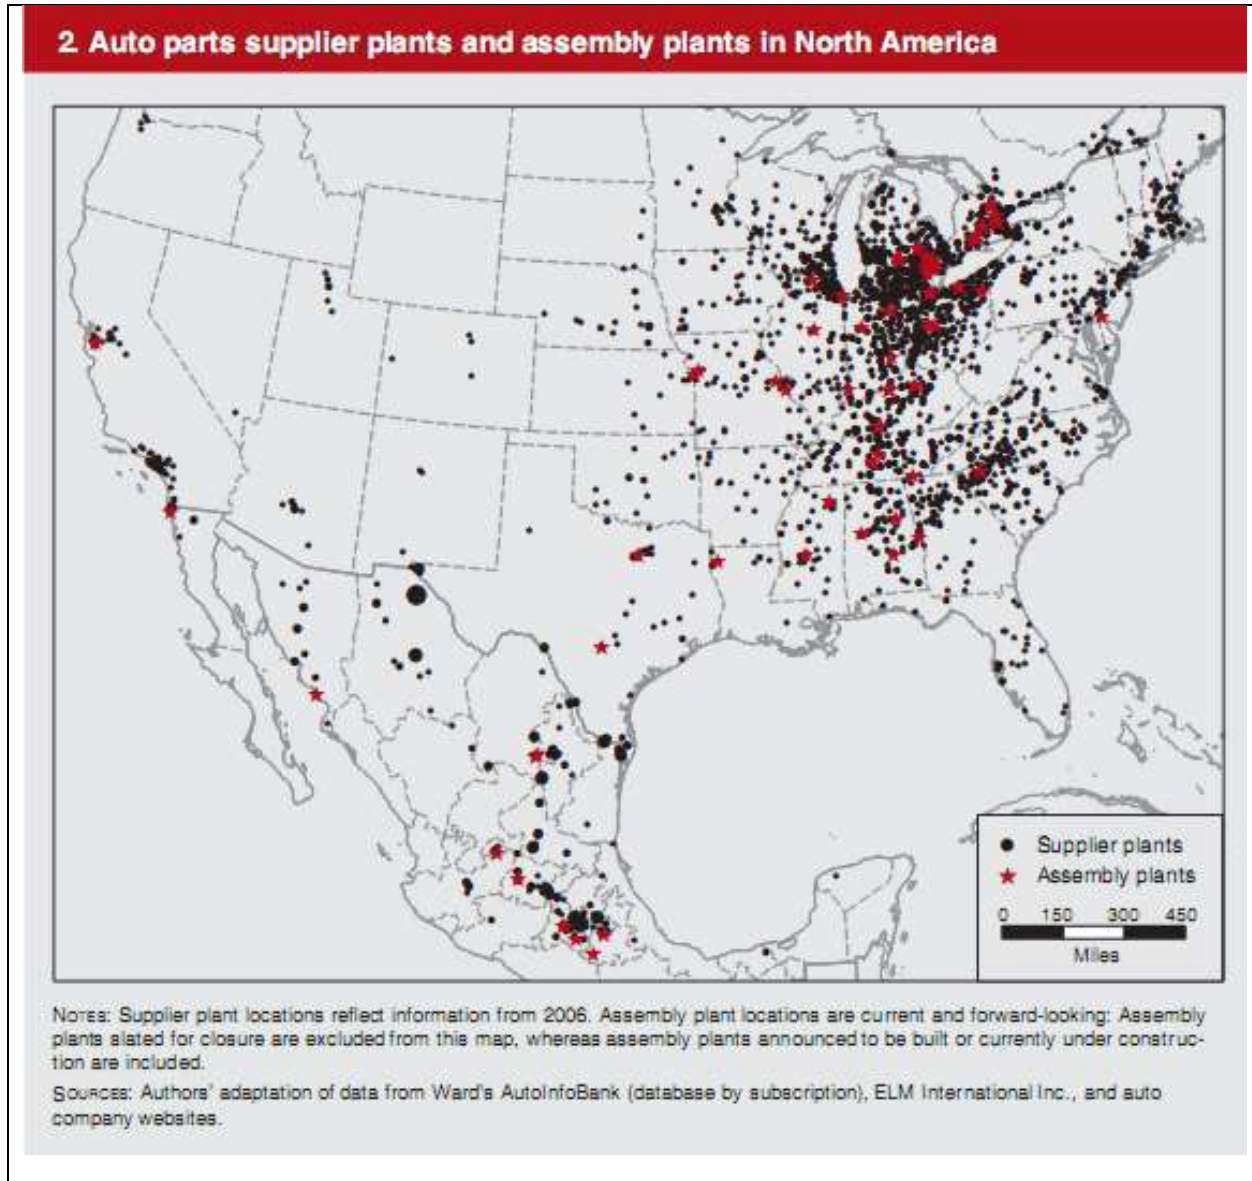 2. Auto parts supplier plants and assembly plants in North America
Supplier plants
Assembly plants
0 150 300 450
Miles
NOTES: Supplier plant locations reflect information from 2006. Assembly plant locations are current and forward-looking: Assembly
plants slated for closure are excluded from this map, whereas assembly plants announced to be built or currently under construc-
tion are included.
SOURCES: Authors' adaptation of data from Ward's AutoInfoBank (database by subscription), ELM International Inc., and auto
company websites.